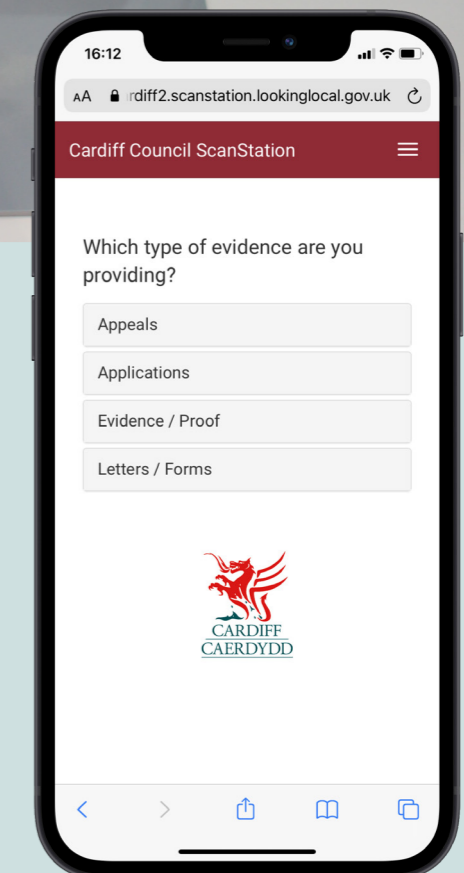 16:12
AA rdiff2.scanstation.lookinglocal.gov.uk
Cardiff Council ScanStation
Which type of evidence are you
providing?
Appeals
Applications
Evidence / Proof
Letters / Forms
CARDIFF
CAERDYDD